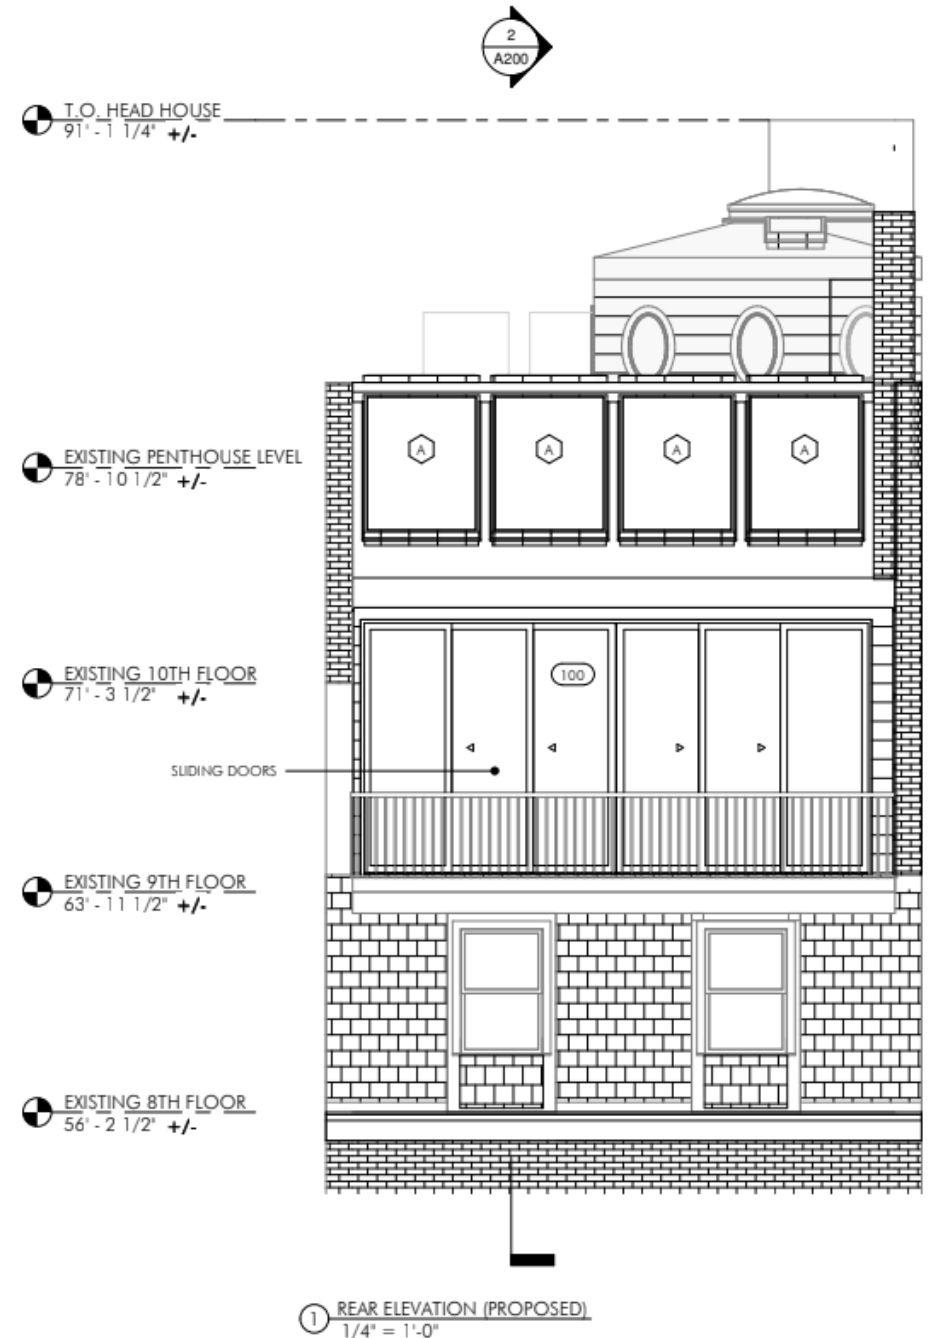 2
A200
T.O. HEAD HOUSE
91' - 1 1/4" +/-
EXISTING PENTHOUSE LEVEL
78' - 10 1/2" +/-
A
A
A
A
EXISTING 10TH FLOOR
71' - 3 1/2" +/-
100
SLIDING DOORS
EXISTING 9TH FLOOR
63' - 11 1/2" +/-
EXISTING 8TH FLOOR
56' - 2 1/2" +/-
1
REAR ELEVATION (PROPOSED)
1/4" = 1'-0"